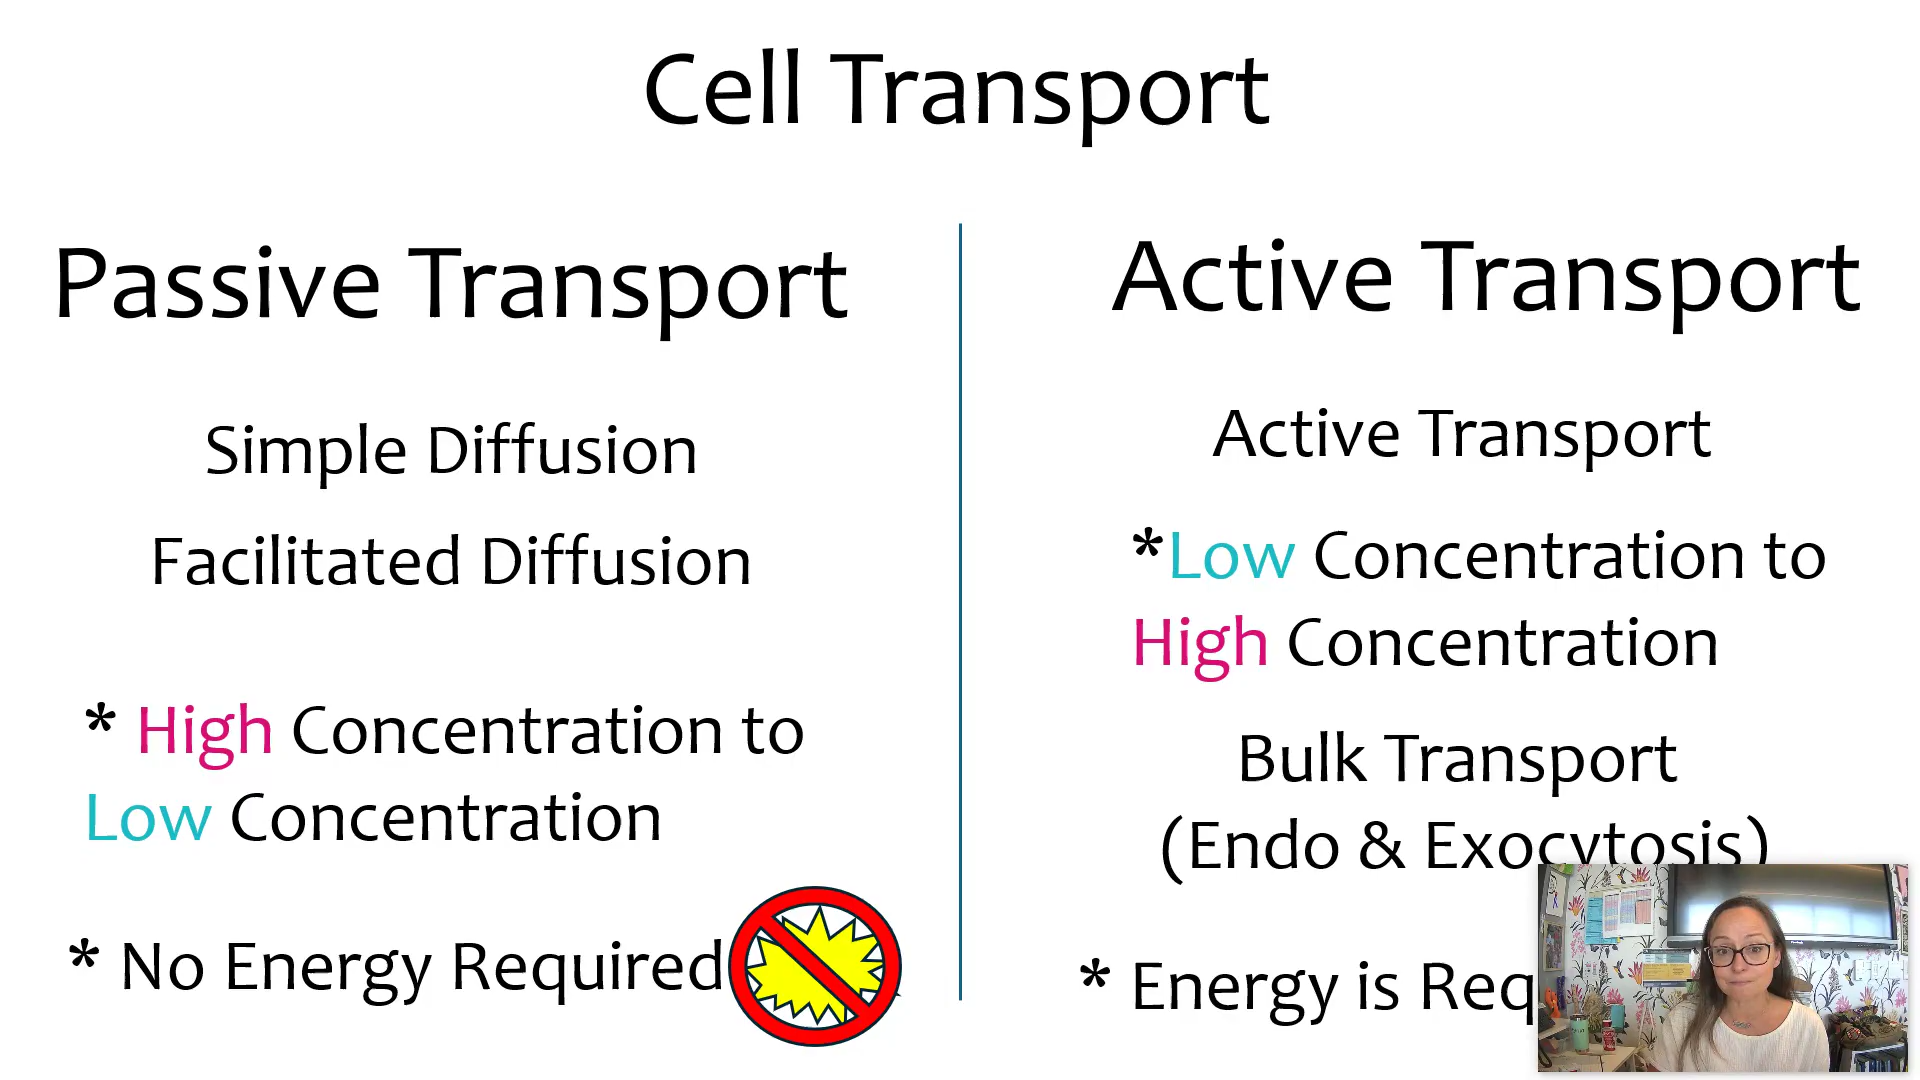 Cell Transport
Passive Transport
Simple Diffusion
Facilitated Diffusion
* High Concentration to
Low Concentration
* No Energy Required
Active Transport
Active Transport
*Low Concentration to
High Concentration
Bulk Transport
(Endo & Exocytosis)
* Energy is